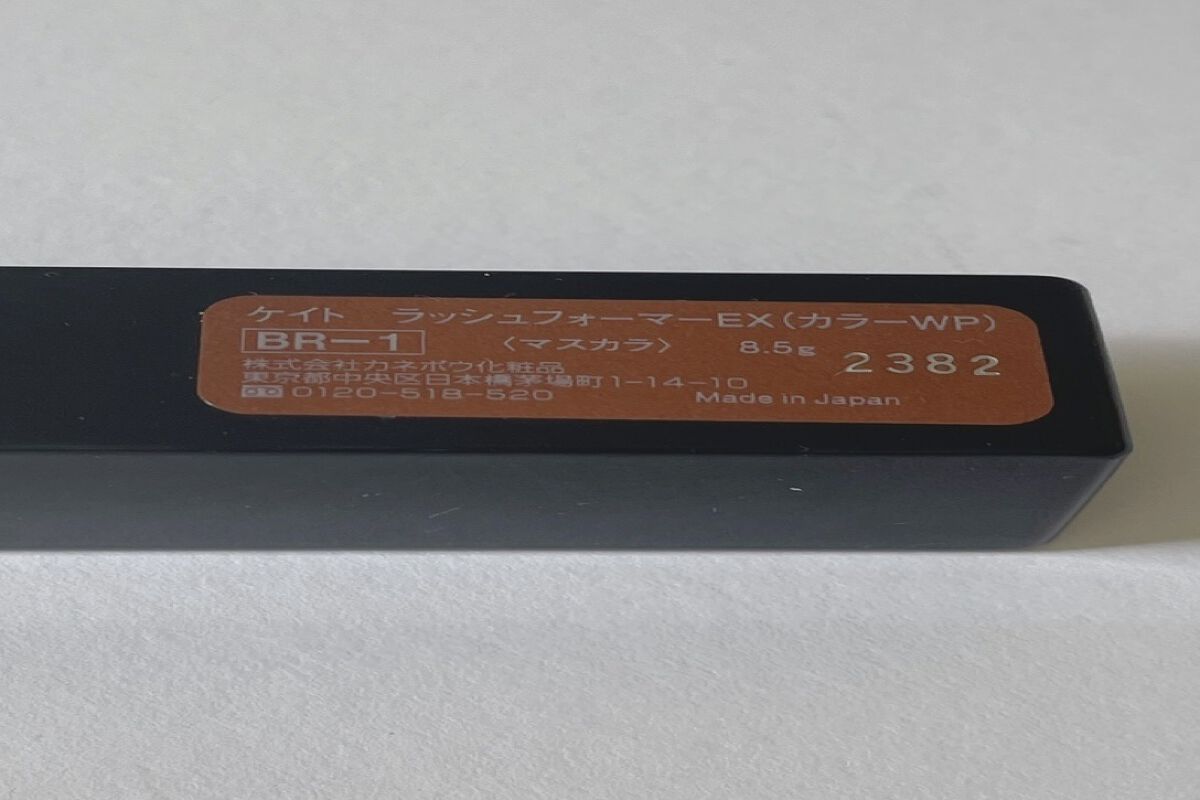 ケイト　ラッシュフォーマーEX(カラーWP)
BR-1　〈マスカラ〉　8.5g　2382
株式会社カネボウ化粧品
東京都中央区日本橋茅場町1-14-10
0120-518-520　Made in Japan